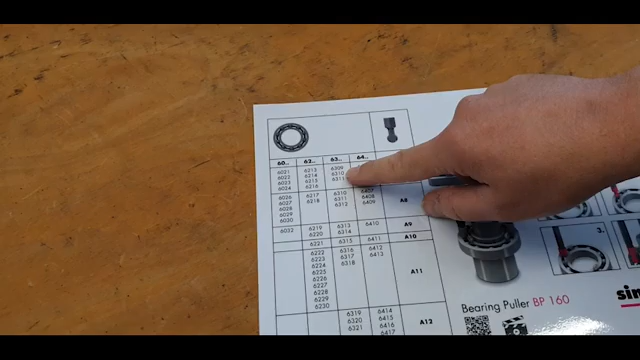 60.. 62.. 63.. 64..
6021 6213 6309
6022 6214 6310
6023 6215 6311
6024 6216
6026 6217 6310
6027 6218 6311 6408
6028 6312 6409
6029
6030
A8
6032 6219 6313 6410 A9
6220 6314
6221 6315 6411 A10
6222 6316 6412
6223 6317 6413
6224 6318
6225
6226
6227
6228
6229
6230
A11
6319 6414
6320 6415
6321 6416
6417
A12
3.
Bearing Puller BP 160